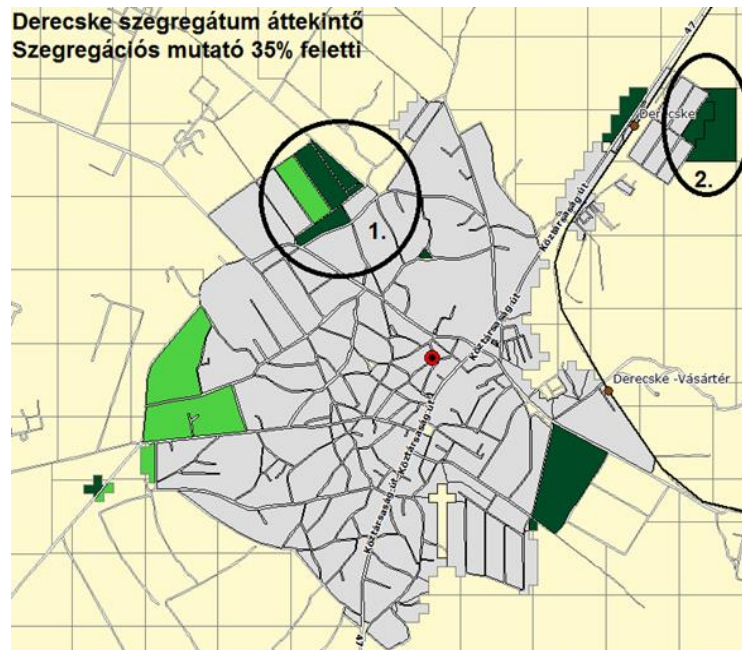 Derecske szegregátum áttekintő
Szegregációs mutató 35% feletti
47
Derecske
2.
1.
Köztársaság út
Köztársaság út
Derecske -Vásártér
Köztársaság út
Köztársaság út
47